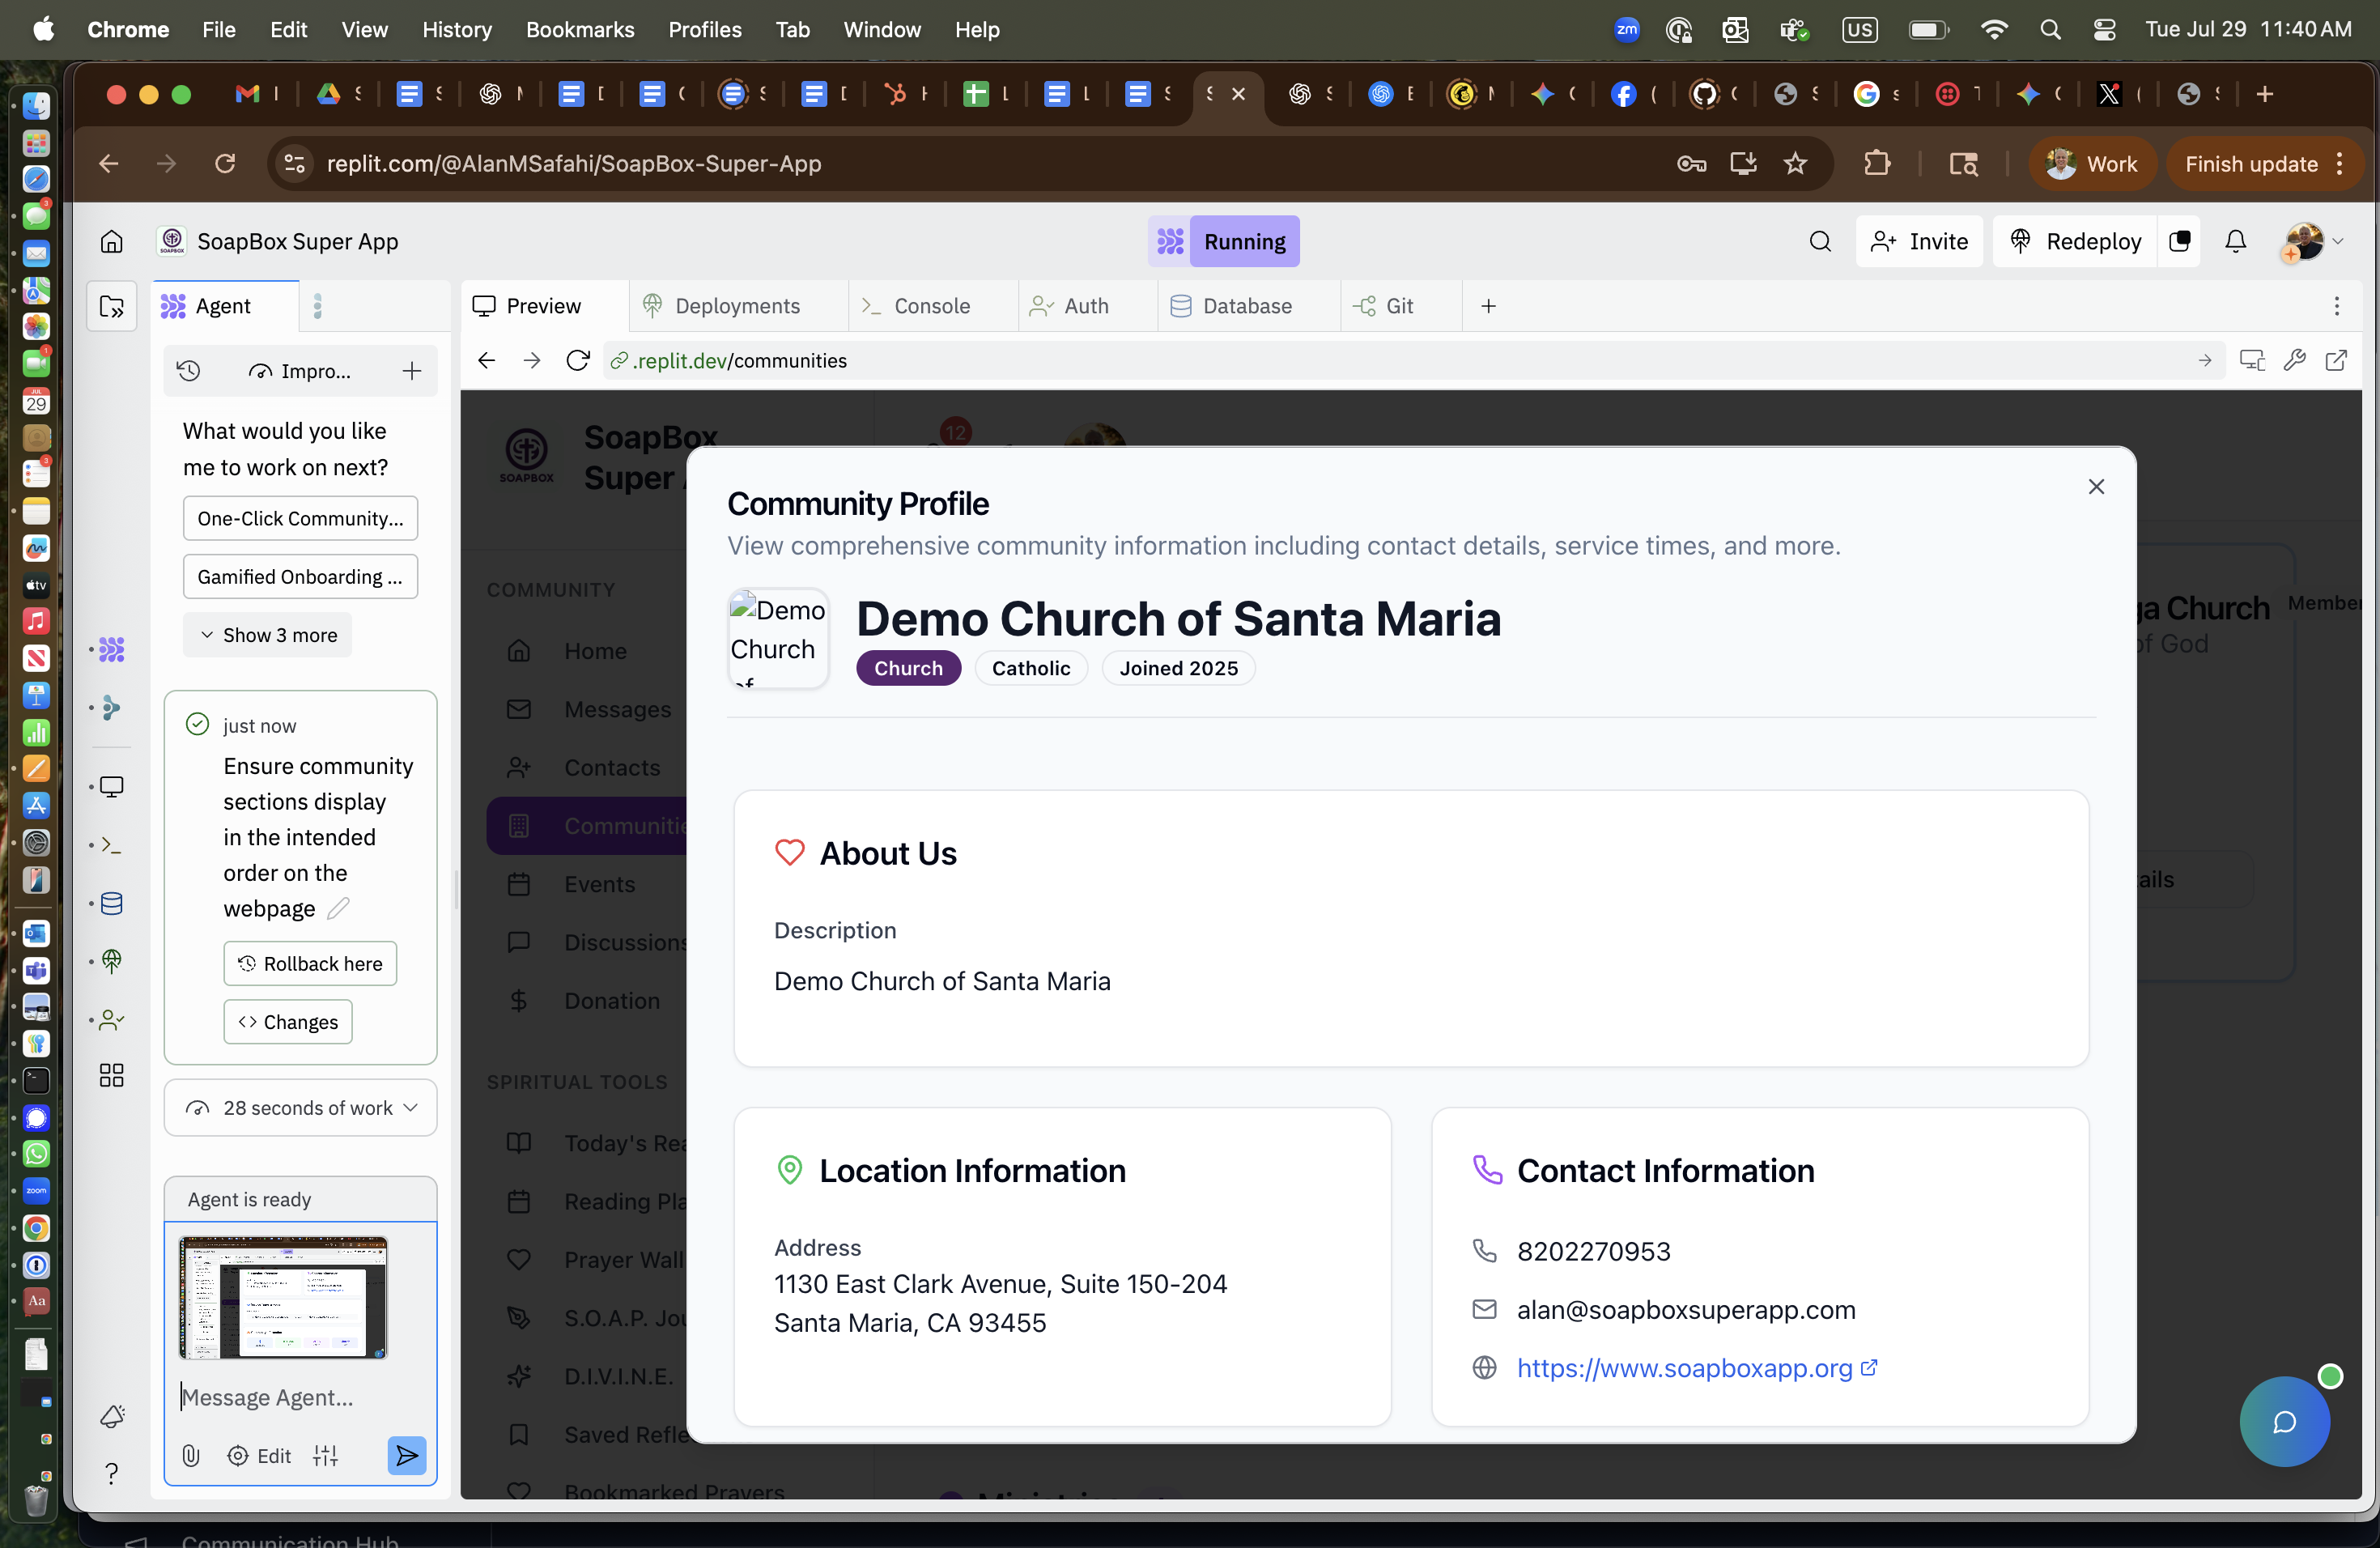 Chrome File Edit View History Bookmarks Profiles Tab Window Help
zm US Tue Jul 29 11:40 AM
replit.com/@AlanMSafahi/SoapBox-Super-App
Work
Finish update
SoapBox Super App
Running
Invite
Redeploy
Agent
Preview
Deployments
Console
Auth
Database
Git
Impro...
.replit.dev/communities
What would you like
me to work on next?
One-Click Community...
Gamified Onboarding ...
Show 3 more
just now
Ensure community
sections display
in the intended
order on the
webpage
Rollback here
Changes
28 seconds of work
Agent is ready
Message Agent...
Edit
SOAPBOX
SoapBox
Super
12
COMMUNITY
Home
Messages
Contacts
Communitie
Events
Discussions
Donation
SPIRITUAL TOOLS
Today's Rea
Reading Pla
Prayer Wall
S.O.A.P. Jou
D.I.V.I.N.E.
Saved Refle
Bookmarked Prayers
Community Profile
View comprehensive community information including contact details, service times, and more.
Demo
Church
of
Demo Church of Santa Maria
Church
Catholic
Joined 2025
About Us
Description
Demo Church of Santa Maria
Location Information
Address
1130 East Clark Avenue, Suite 150-204
Santa Maria, CA 93455
Contact Information
8202270953
alan@soapboxsuperapp.com
https://www.soapboxapp.org
ga Church
Member
of God
ails
Communication Hub